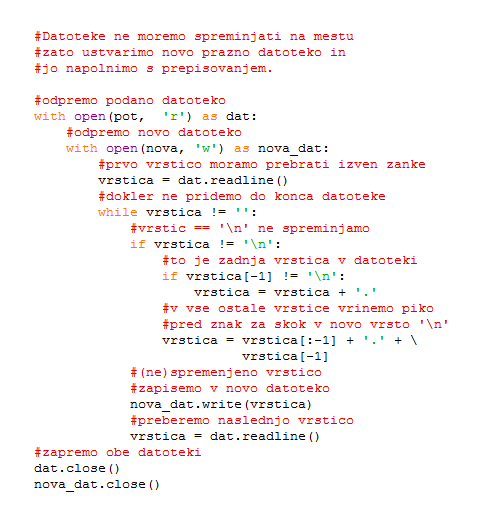 #Datoteke ne moremo spreminjati na mestu
#zato ustvarimo novo prazno datoteko in
#jo napolnimo s prepisovanjem.

#odpremo podano datoteko
with open(pot,  'r') as dat:
    #odpremo novo datoteko
    with open(nova, 'w') as nova_dat:
        #prvo vrstico moramo prebrati izven zanke
        vrstica = dat.readline()
        #dokler ne pridemo do konca datoteke
        while vrstica != '':
            #vrstic == '\n' ne spreminjamo
            if vrstica != '\n':
                #to je zadnja vrstica v datoteki
                if vrstica[-1] != '\n':
                    vrstica = vrstica + '.'
                #v vse ostale vrstice vrinemo piko
                #pred znak za skok v novo vrsto '\n'
                vrstica = vrstica[:-1] + '.' + \
                          vrstica[-1]
            #(ne)spremenjeno vrstico
            #zapisemo v novo datoteko
            nova_dat.write(vrstica)
            #preberemo naslednjo vrstico
            vrstica = dat.readline()
#zapremo obe datoteki
dat.close()
nova_dat.close()